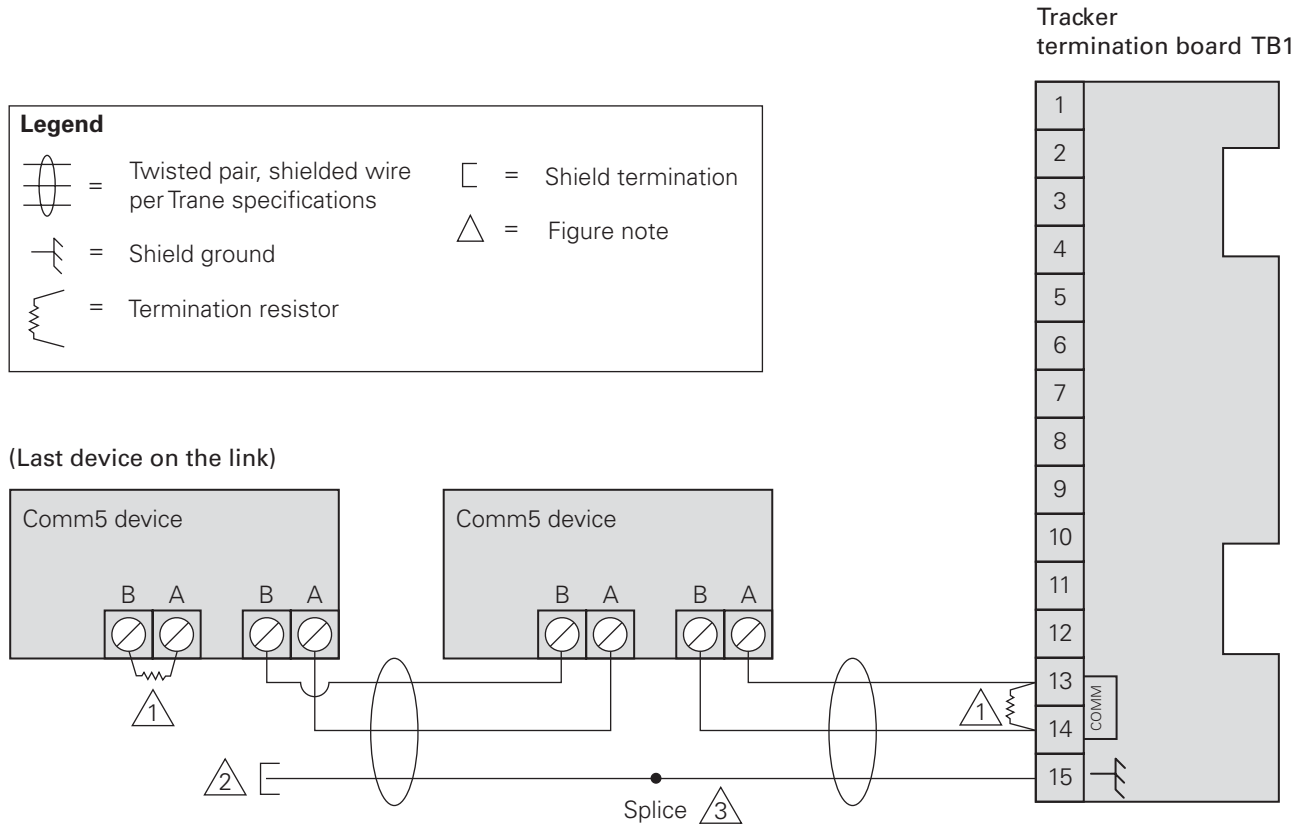 Tracker
termination board TB1
Legend
= Twisted pair, shielded wire
per Trane specifications
= Shield ground
= Termination resistor
= Shield termination
= Figure note
1
2
3
4
5
6
7
8
9
10
11
12
13
14
15
COMM
(Last device on the link)
Comm5 device
B A B A
Comm5 device
B A B A
1
1
2
Splice 3